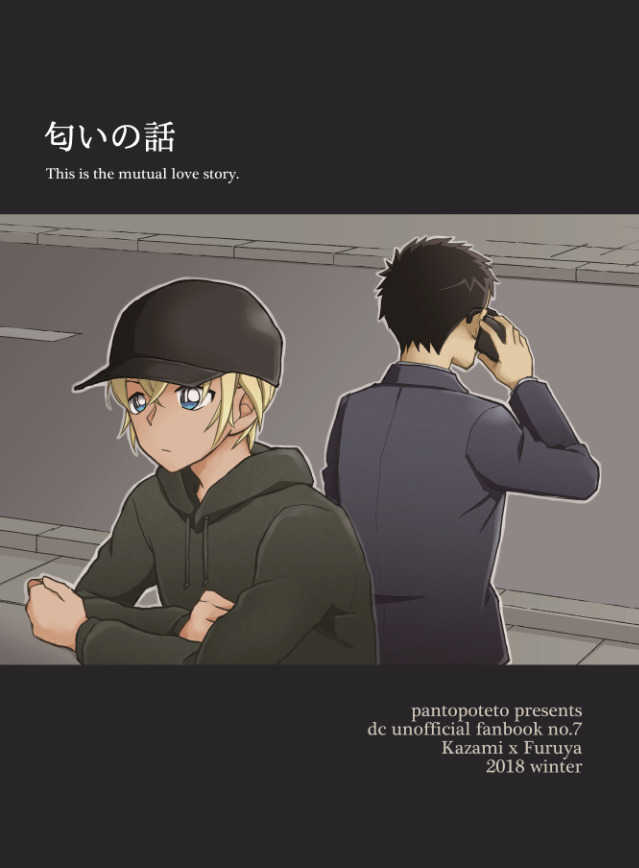 匂いの話
This is the mutual love story.
pantopoteto presents
dc unofficial fanbook no.7
Kazami x Furuya
2018 winter